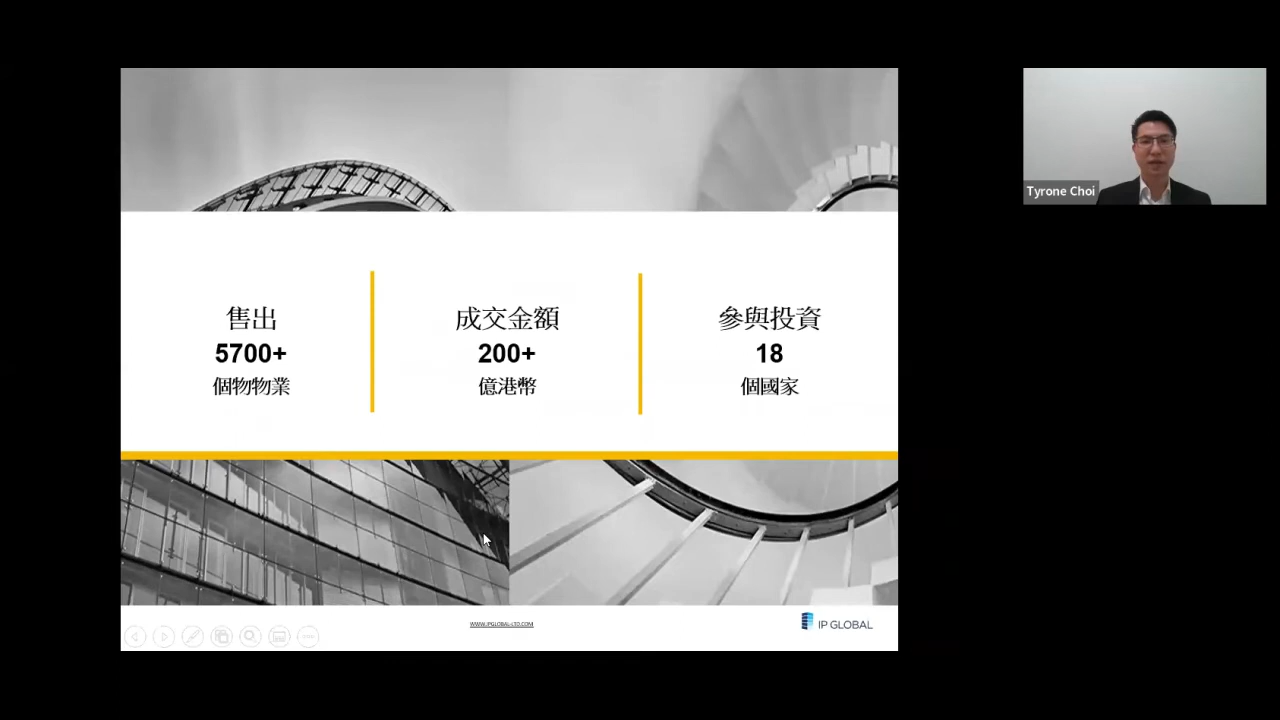 售出
5700+
個物物業
成交金額
200+
億港幣
參與投資
18
個國家
WWW.IPGLOBAL-LTD.COM
IP GLOBAL
Tyrone Choi